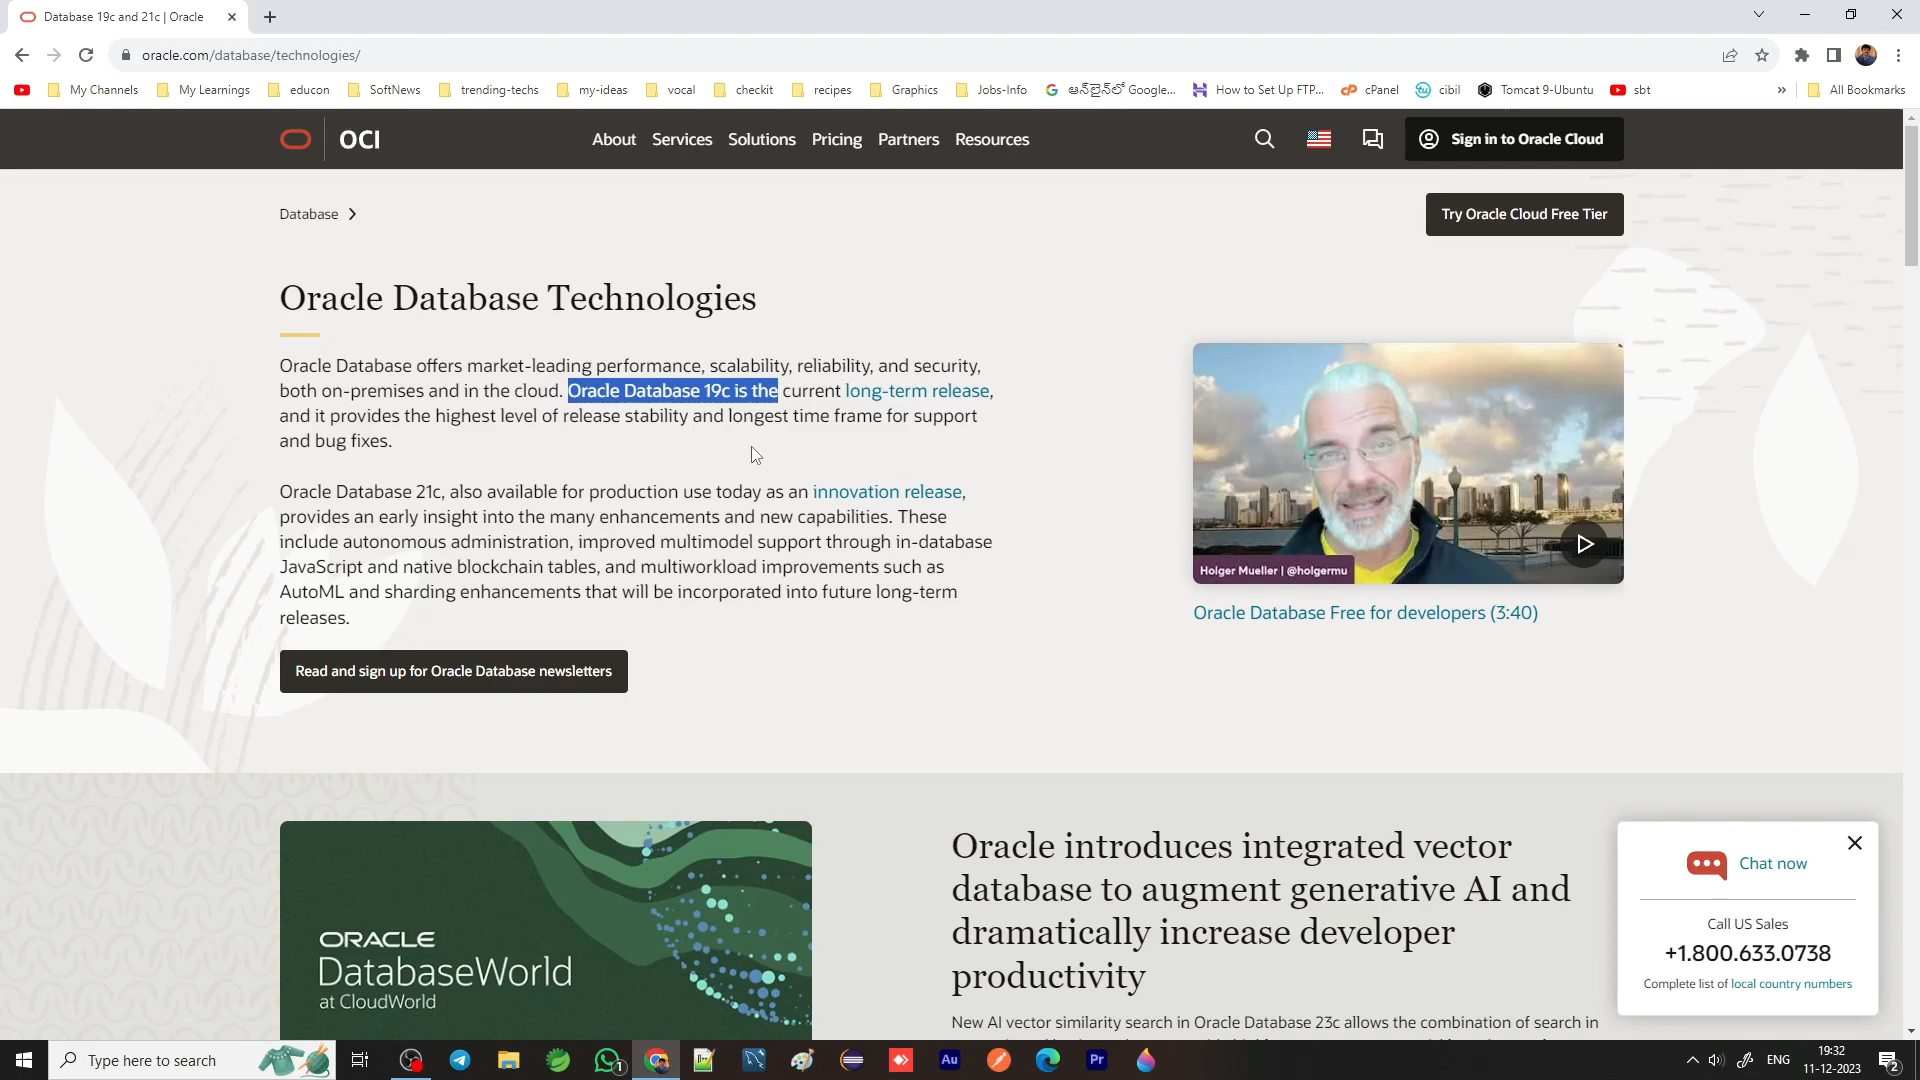 Database 19c and 21c | Oracle
oracle.com/database/technologies/
My Channels
My Learnings
educon
SoftNews
trending-techs
my-ideas
vocal
checkit
recipes
Graphics
Jobs-Info
ఆన్‌లైన్‌లో Google...
How to Set Up FTP...
cPanel
cibil
Tomcat 9-Ubuntu
sbt
»
All Bookmarks
OCI
About
Services
Solutions
Pricing
Partners
Resources
Sign in to Oracle Cloud
Database
Try Oracle Cloud Free Tier
Oracle Database Technologies
Oracle Database offers market-leading performance, scalability, reliability, and security,
both on-premises and in the cloud. Oracle Database 19c is the current long-term release,
and it provides the highest level of release stability and longest time frame for support
and bug fixes.
Oracle Database 21c, also available for production use today as an innovation release,
provides an early insight into the many enhancements and new capabilities. These
include autonomous administration, improved multimodel support through in-database
JavaScript and native blockchain tables, and multiworkload improvements such as
AutoML and sharding enhancements that will be incorporated into future long-term
releases.
Read and sign up for Oracle Database newsletters
Holger Mueller | @holgermu
Oracle Database Free for developers (3:40)
ORACLE
DatabaseWorld
at CloudWorld
Oracle introduces integrated vector
database to augment generative AI and
dramatically increase developer
productivity
New AI vector similarity search in Oracle Database 23c allows the combination of search in
Chat now
Call US Sales
+1.800.633.0738
Complete list of local country numbers
Type here to search
1
Au
Pr
ENG
19:32
11-12-2023
2